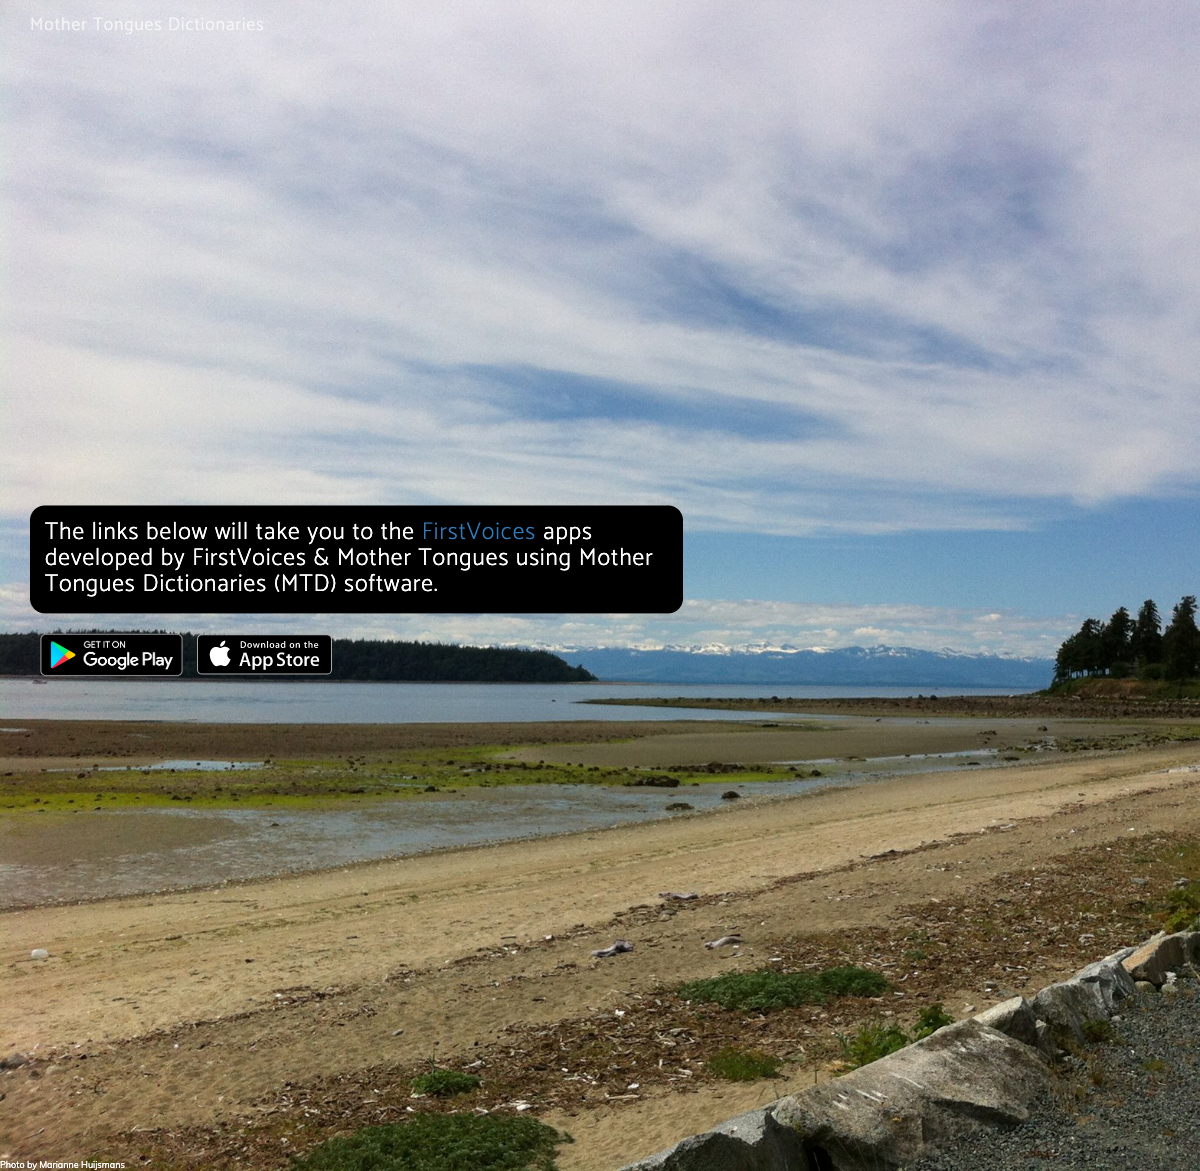 Mother Tongues Dictionaries
The links below will take you to the FirstVoices apps
developed by FirstVoices & Mother Tongues using Mother
Tongues Dictionaries (MTD) software.
GET IT ON
Google Play
Download on the
App Store
Photo by Marianne Huijsmans